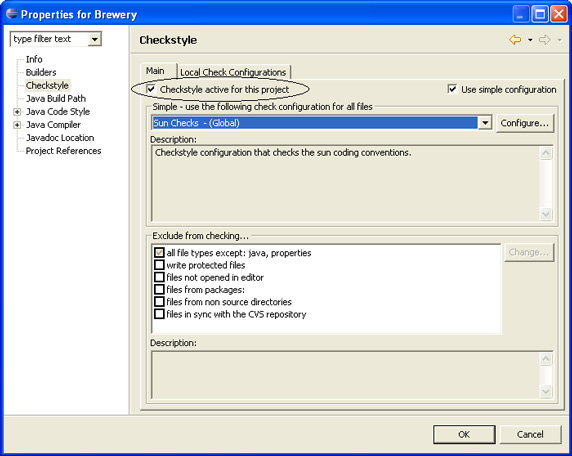 Properties for Brewery
type filter text
Info
Builders
Checkstyle
Java Build Path
Java Code Style
Java Compiler
Javadoc Location
Project References
Checkstyle
Main
Local Check Configurations
Checkstyle active for this project
Use simple configuration
Simple - use the following check configuration for all files
Sun Checks - (Global)
Configure...
Description:
Checkstyle configuration that checks the sun coding conventions.
Exclude from checking...
all file types except: java, properties
write protected files
files not opened in editor
files from packages:
files from non source directories
files in sync with the CVS repository
Change...
Description:
OK
Cancel